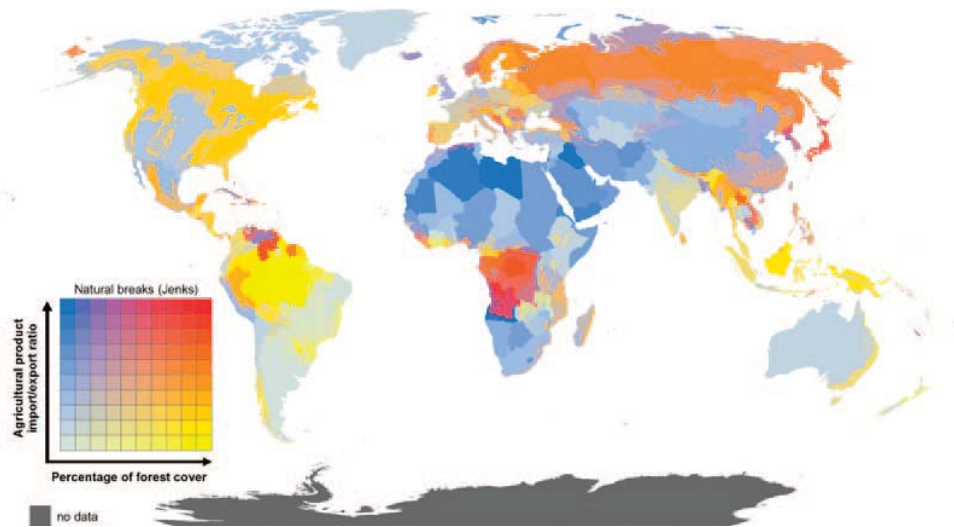 Natural breaks (Jenks)
Agricultural product
import/export ratio
Percentage of forest cover
no data